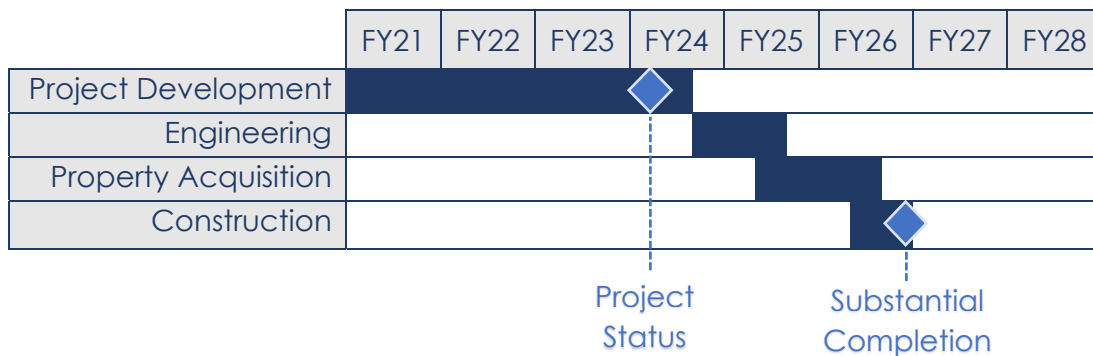 FY21 FY22 FY23 FY24 FY25 FY26 FY27 FY28
Project Development
Engineering
Property Acquisition
Construction
Project
Status
Substantial
Completion